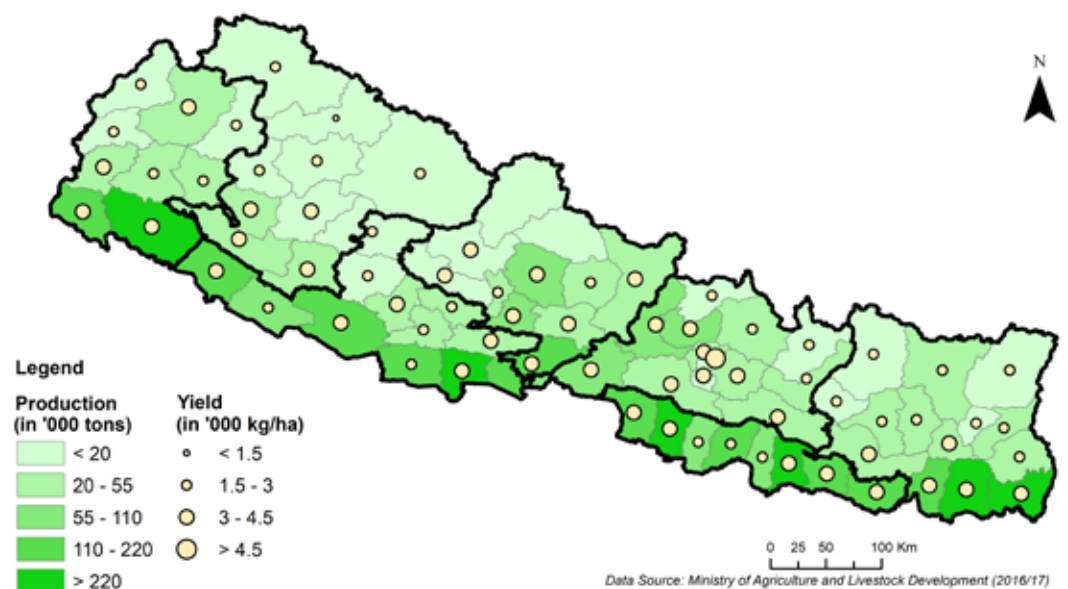 N
Legend
Production
(in '000 tons)
< 20
20 - 55
55 - 110
110 - 220
> 220
Yield
(in '000 kg/ha)
< 1.5
1.5 - 3
3 - 4.5
> 4.5
0 25 50 100 Km
Data Source: Ministry of Agriculture and Livestock Development (2016/17)